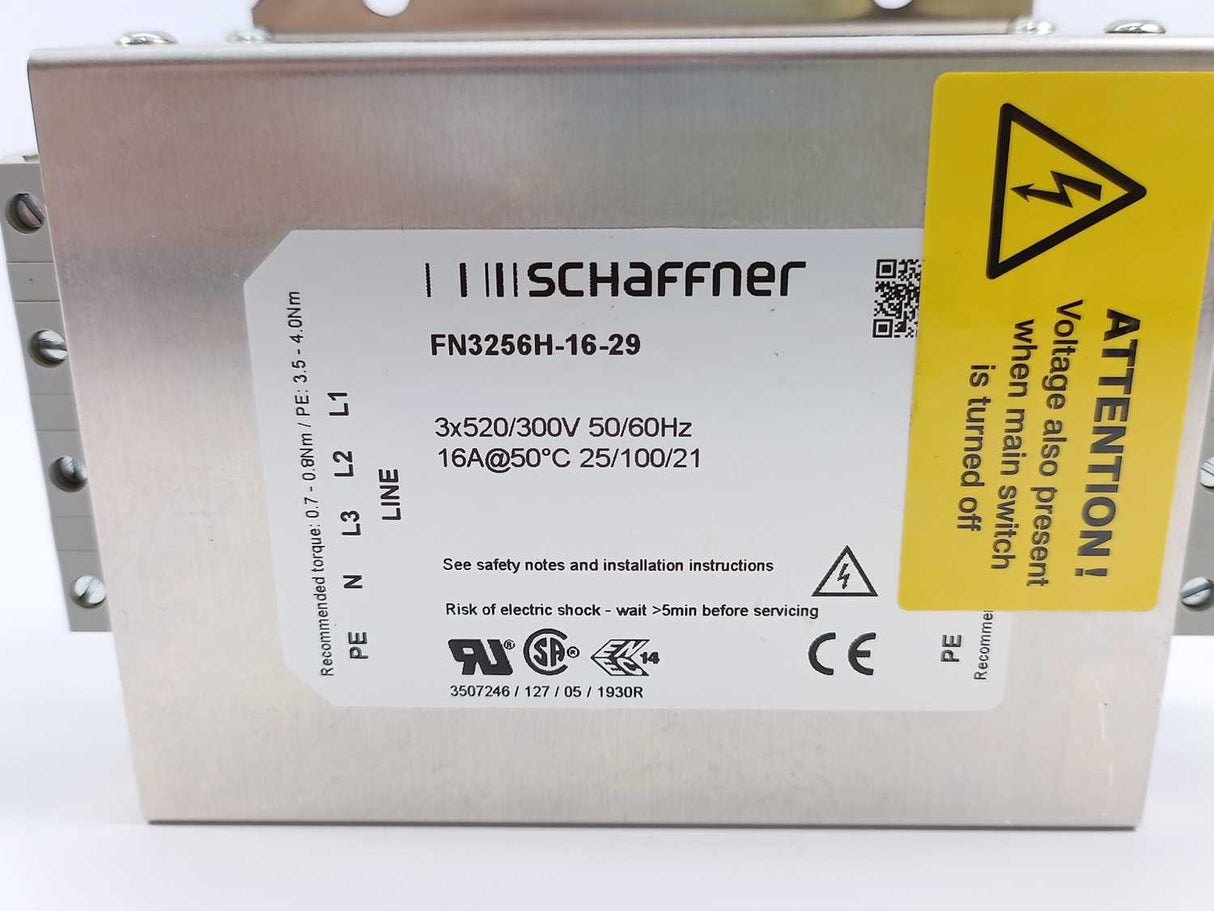 SCHAFFNER
FN3256H-16-29
3x520/300V 50/60Hz
16A@50°C 25/100/21
See safety notes and installation instructions
Risk of electric shock - wait >5min before servicing
3507246 / 127 / 05 / 1930R
14
CE
Recommended torque: 0.7 - 0.8Nm / PE: 3.5 - 4.0Nm
PE N L3 L2 L1
LINE
PE
ATTENTION!
Voltage also present
when main switch
is turned off